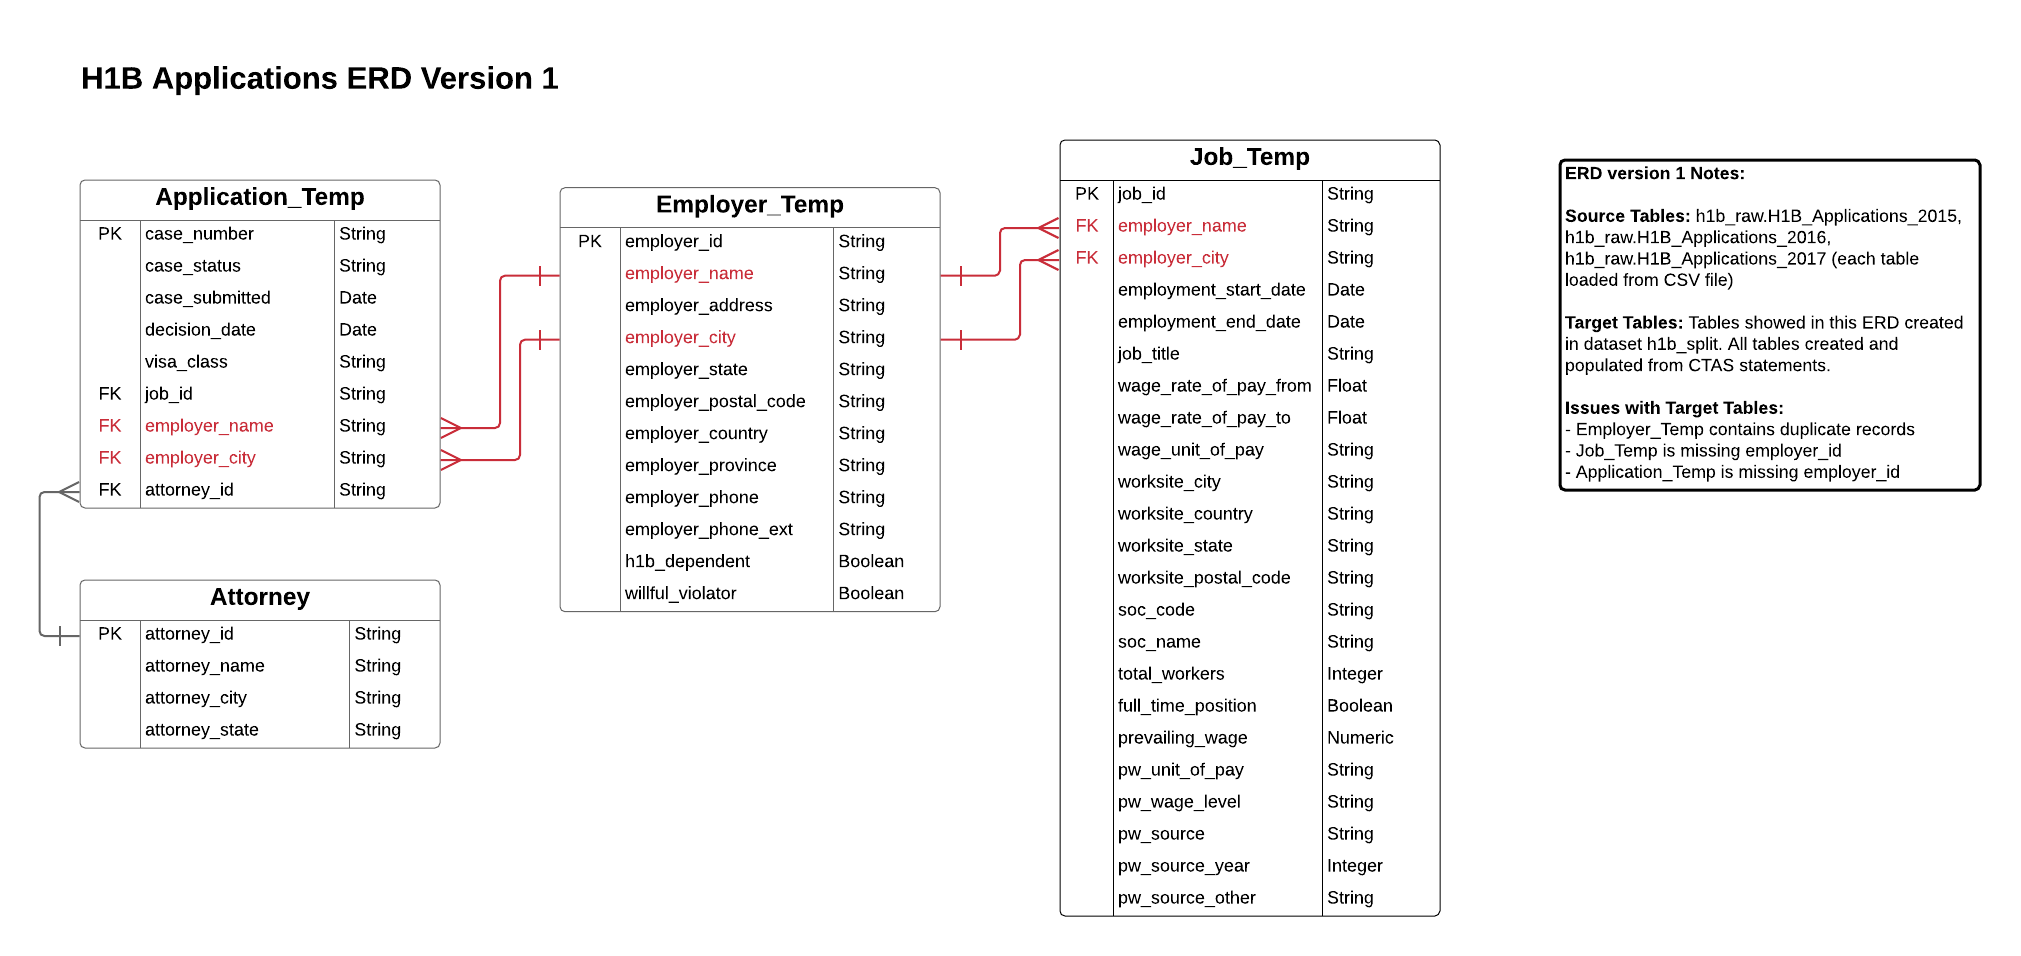 H1B Applications ERD Version 1
Application_Temp
PK case_number String
case_status String
case_submitted Date
decision_date Date
visa_class String
FK job_id String
FK employer_name String
FK employer_city String
FK attorney_id String
Attorney
PK attorney_id String
attorney_name String
attorney_city String
attorney_state String
Employer_Temp
PK employer_id String
employer_name String
employer_address String
employer_city String
employer_state String
employer_postal_code String
employer_country String
employer_province String
employer_phone String
employer_phone_ext String
h1b_dependent Boolean
willful_violator Boolean
Job_Temp
PK job_id String
FK employer_name String
FK employer_city String
employment_start_date Date
employment_end_date Date
job_title String
wage_rate_of_pay_from Float
wage_rate_of_pay_to Float
wage_unit_of_pay String
worksite_city String
worksite_country String
worksite_state String
worksite_postal_code String
soc_code String
soc_name String
total_workers Integer
full_time_position Boolean
prevailing_wage Numeric
pw_unit_of_pay String
pw_wage_level String
pw_source String
pw_source_year Integer
pw_source_other String
ERD version 1 Notes:
Source Tables: h1b_raw.H1B_Applications_2015,
h1b_raw.H1B_Applications_2016,
h1b_raw.H1B_Applications_2017 (each table
loaded from CSV file)
Target Tables: Tables showed in this ERD created
in dataset h1b_split. All tables created and
populated from CTAS statements.
Issues with Target Tables:
- Employer_Temp contains duplicate records
- Job_Temp is missing employer_id
- Application_Temp is missing employer_id